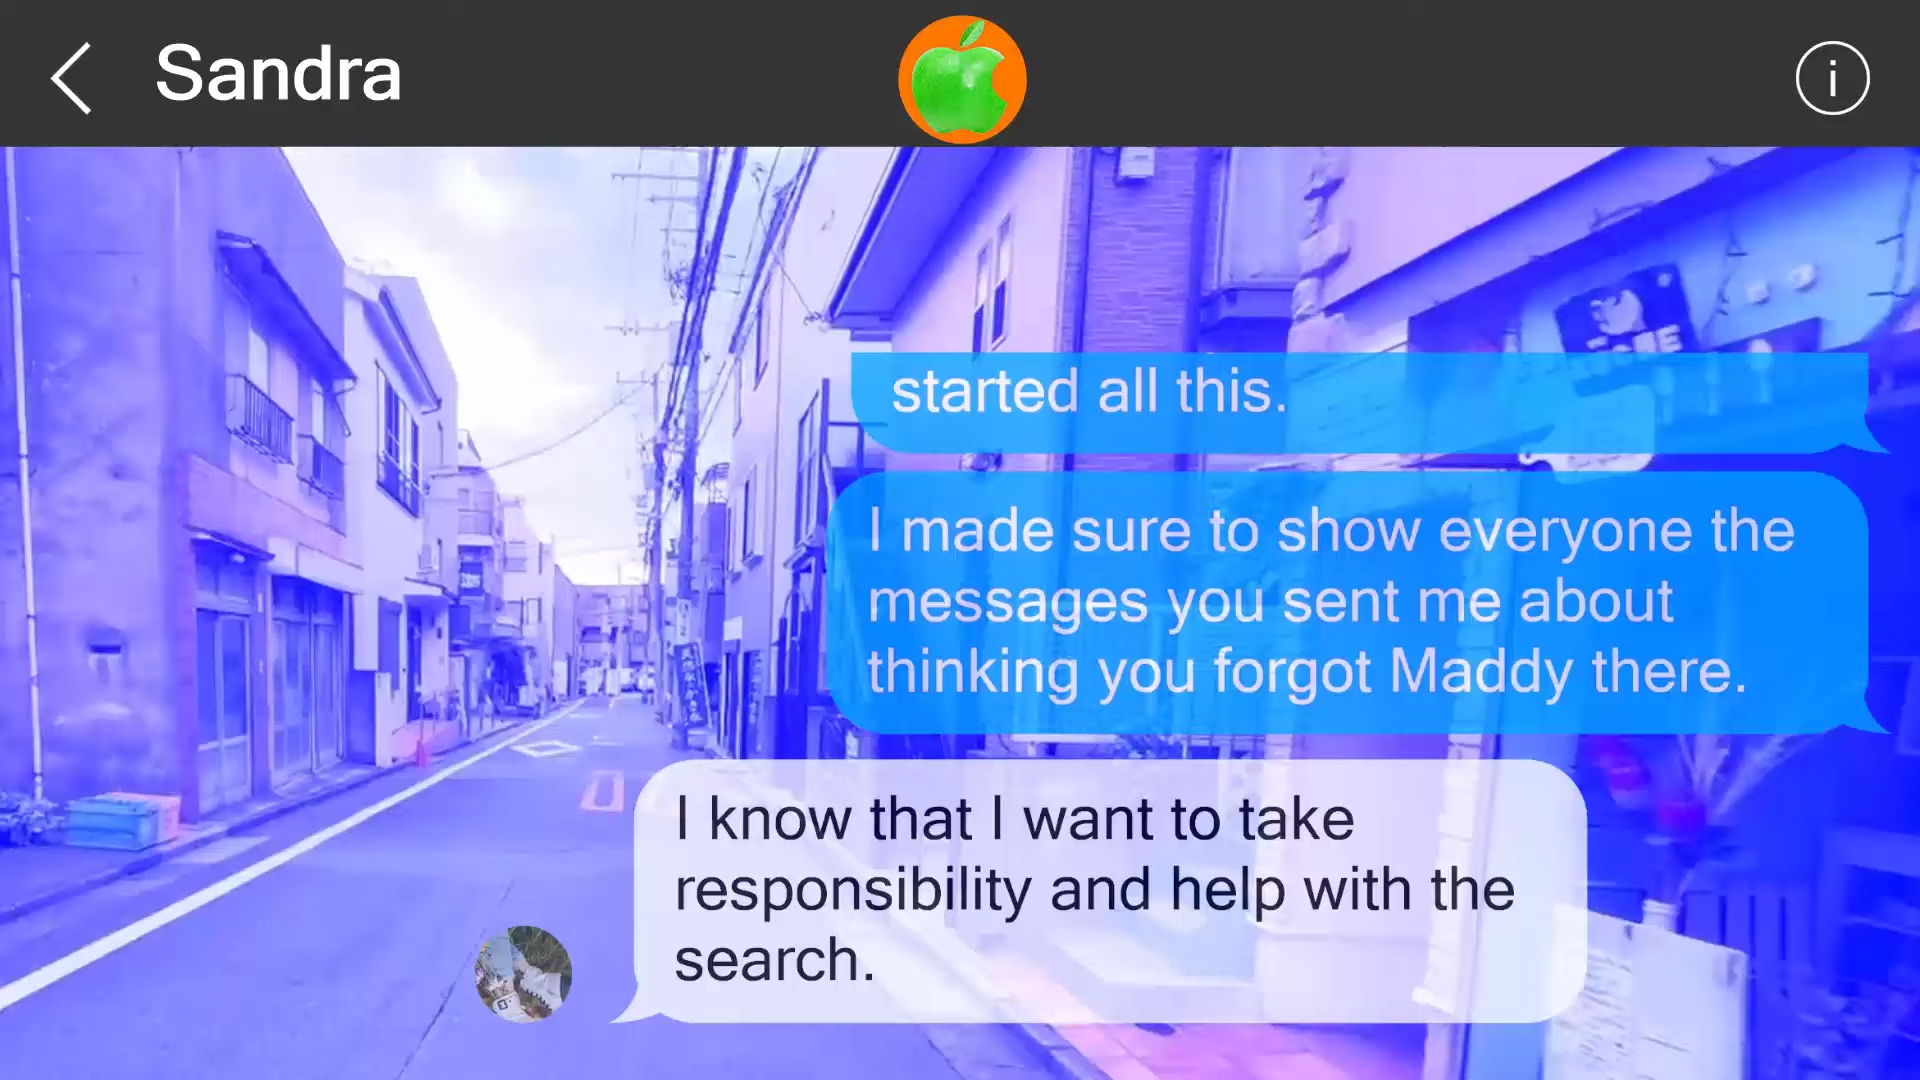 Sandra
started all this.
I made sure to show everyone the
messages you sent me about
thinking you forgot Maddy there.
I know that I want to take
responsibility and help with the
search.